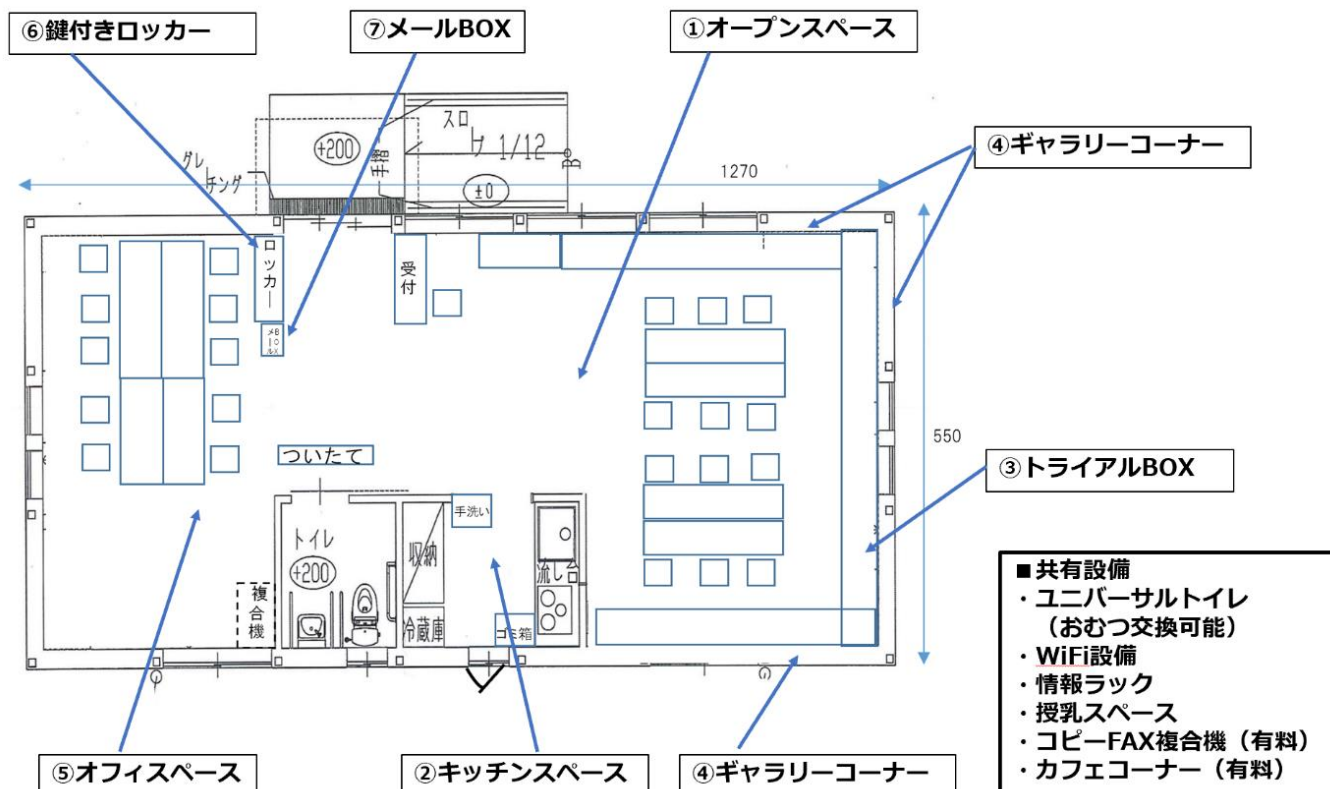 ⑥鍵付きロッカー
⑦メールBOX
①オープンスペース
④ギャラリーコーナー
+200
スロープ 1/12
手摺
±0
グレーチング
1270
550
ロッカー
メールBOX
受付
ついたて
トイレ
+200
収納
手洗い
流し台
複合機
冷蔵庫
ゴミ箱
③トライアルBOX
■共有設備
・ユニバーサルトイレ
（おむつ交換可能）
・WiFi設備
・情報ラック
・授乳スペース
・コピーFAX複合機（有料）
・カフェコーナー（有料）
⑤オフィスペース
②キッチンスペース
④ギャラリーコーナー